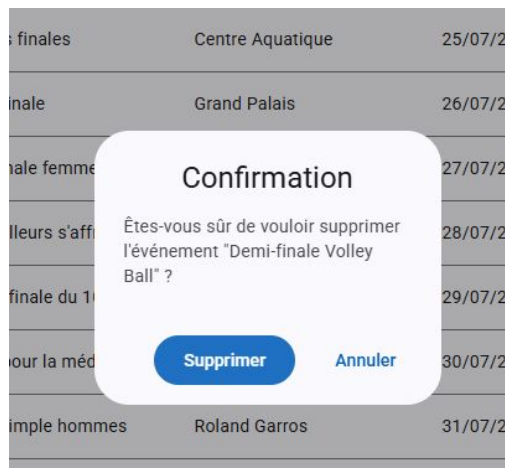 finales Centre Aquatique 25/07/2
inale Grand Palais 26/07/2
nale femme 27/07/2
Confirmation
lleurs s'aff 28/07/2
Êtes-vous sûr de vouloir supprimer
l'événement "Demi-finale Volley
Ball" ?
finale du 1 29/07/2
Supprimer Annuler
our la méd 30/07/2
imple hommes Roland Garros 31/07/2